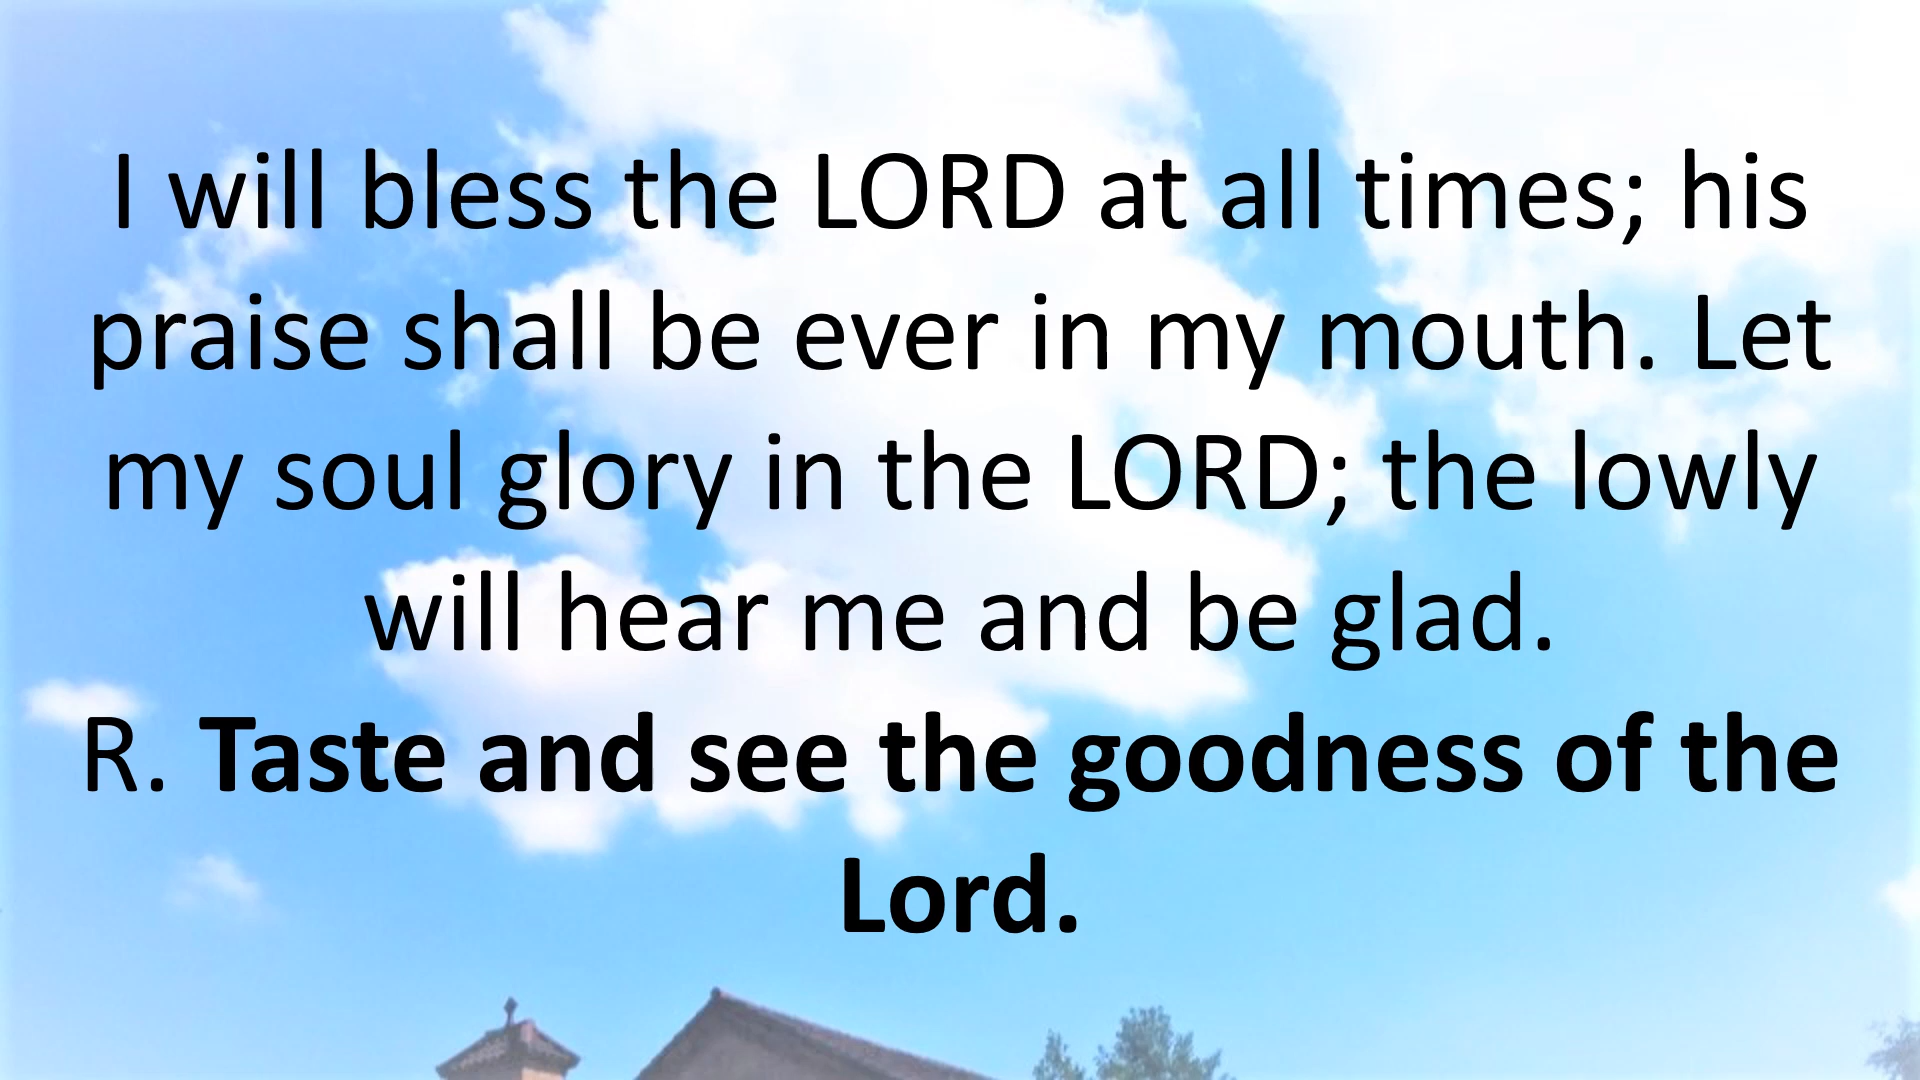 I will bless the LORD at all times; his
praise shall be ever in my mouth. Let
my soul glory in the LORD; the lowly
will hear me and be glad.
R. Taste and see the goodness of the
Lord.